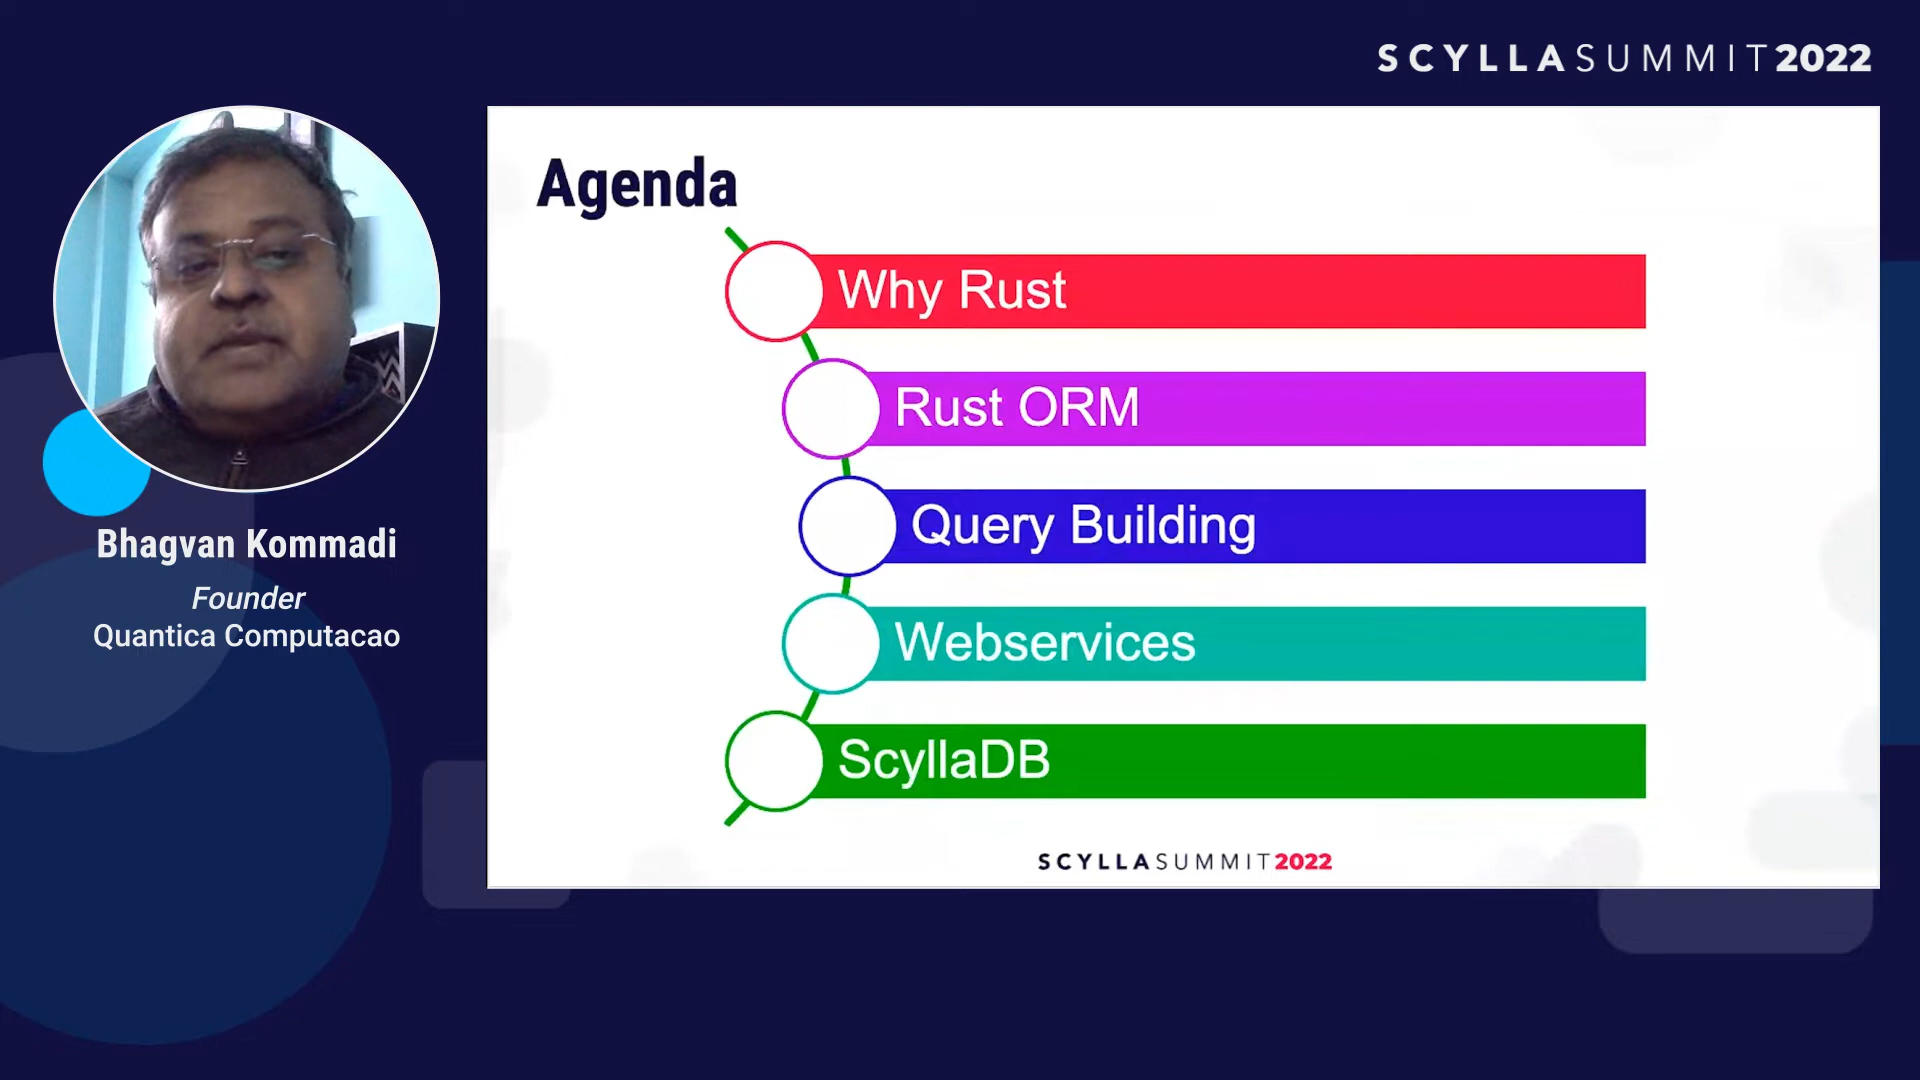 SCYLLASUMMIT2022
Agenda
Why Rust
Rust ORM
Query Building
Webservices
ScyllaDB
SCYLLASUMMIT2022
Bhagvan Kommadi
Founder
Quantica Computacao